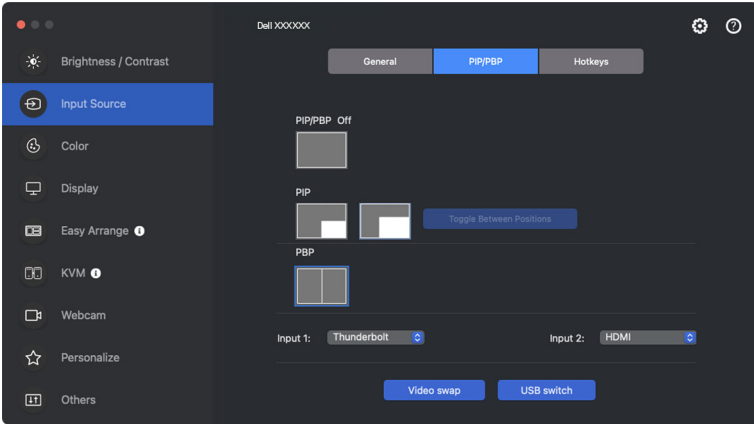 Dell XXXXXX
Brightness / Contrast
Input Source
Color
Display
Easy Arrange
KVM
Webcam
Personalize
Others
General PIP/PBP Hotkeys
PIP/PBP Off
PIP
Toggle Between Positions
PBP
Input 1: Thunderbolt Input 2: HDMI
Video swap USB switch